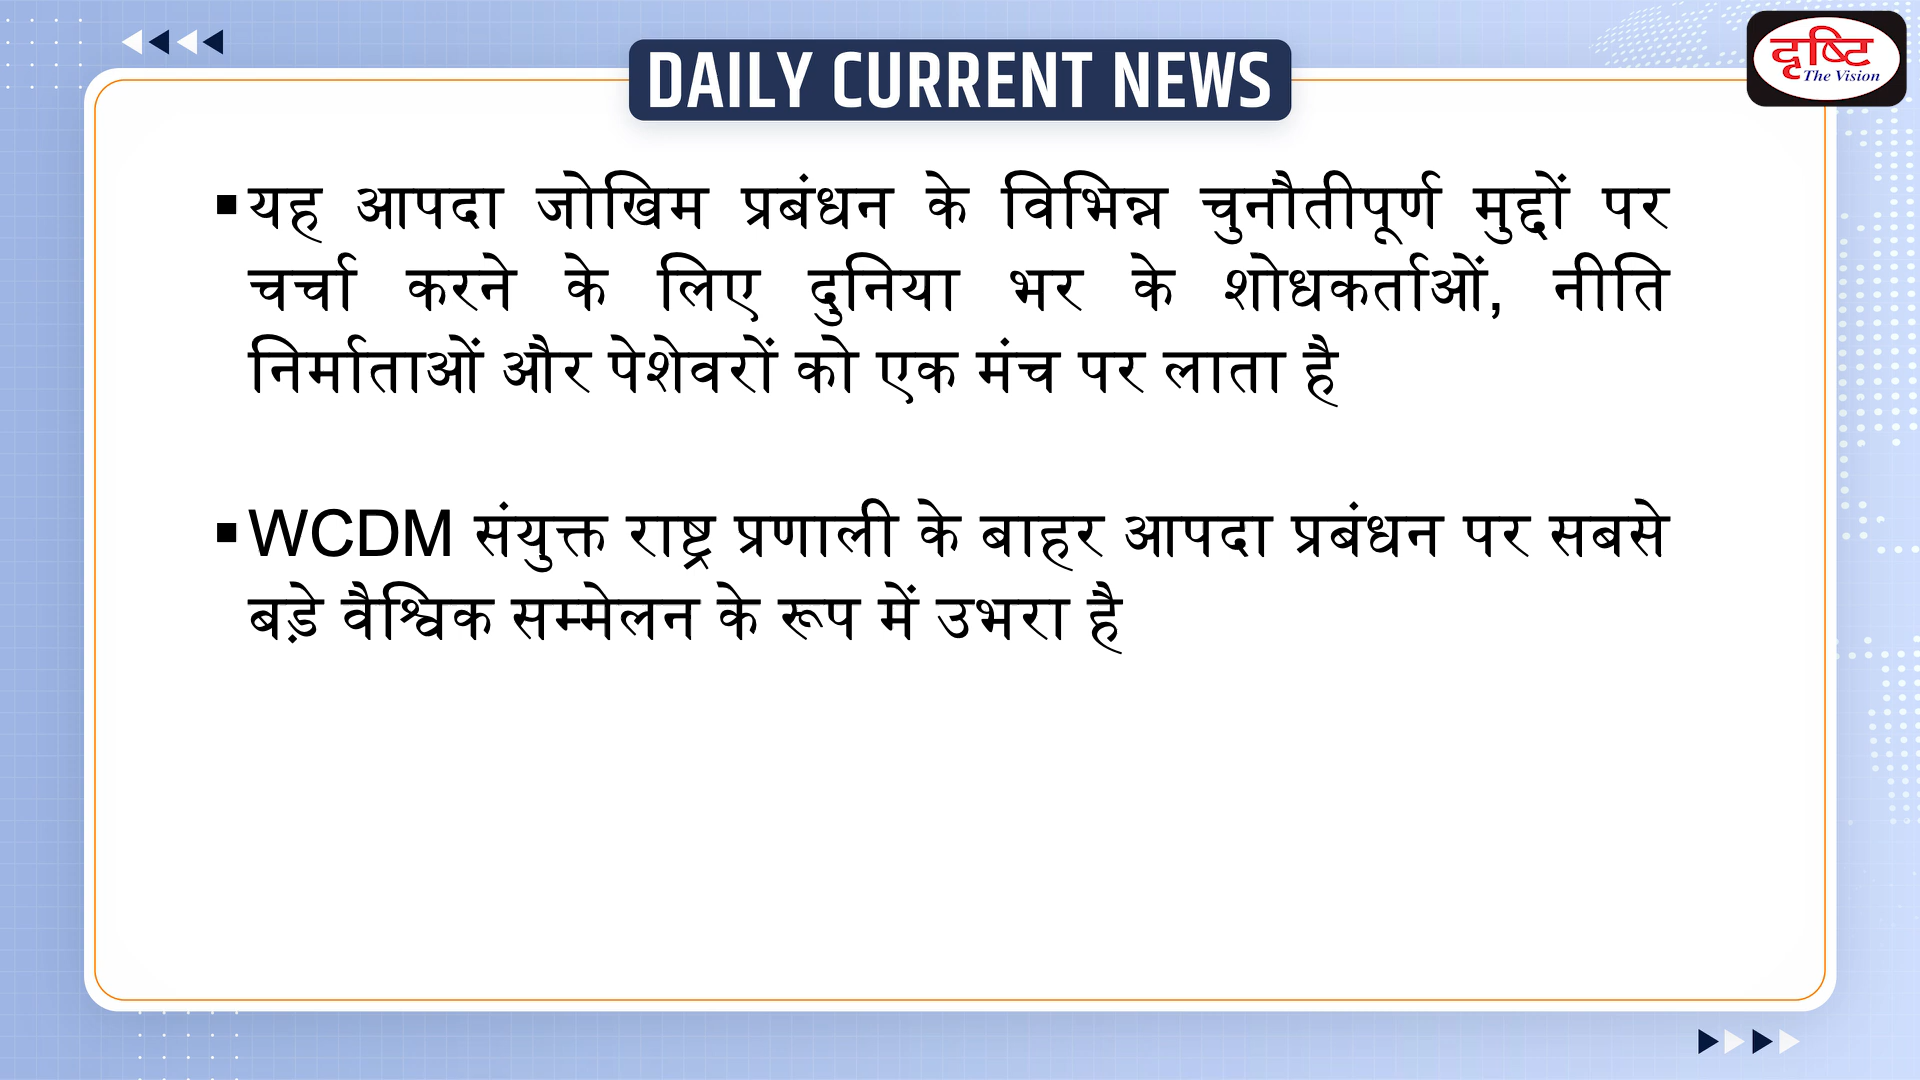 DAILY CURRENT NEWS
दृष्टि
The Vision
▪यह आपदा जोखिम प्रबंधन के विभिन्न चुनौतीपूर्ण मुद्दों पर
चर्चा करने के लिए दुनिया भर के शोधकर्ताओं, नीति
निर्माताओं और पेशेवरों को एक मंच पर लाता है
▪WCDM संयुक्त राष्ट्र प्रणाली के बाहर आपदा प्रबंधन पर सबसे
बड़े वैश्विक सम्मेलन के रूप में उभरा है